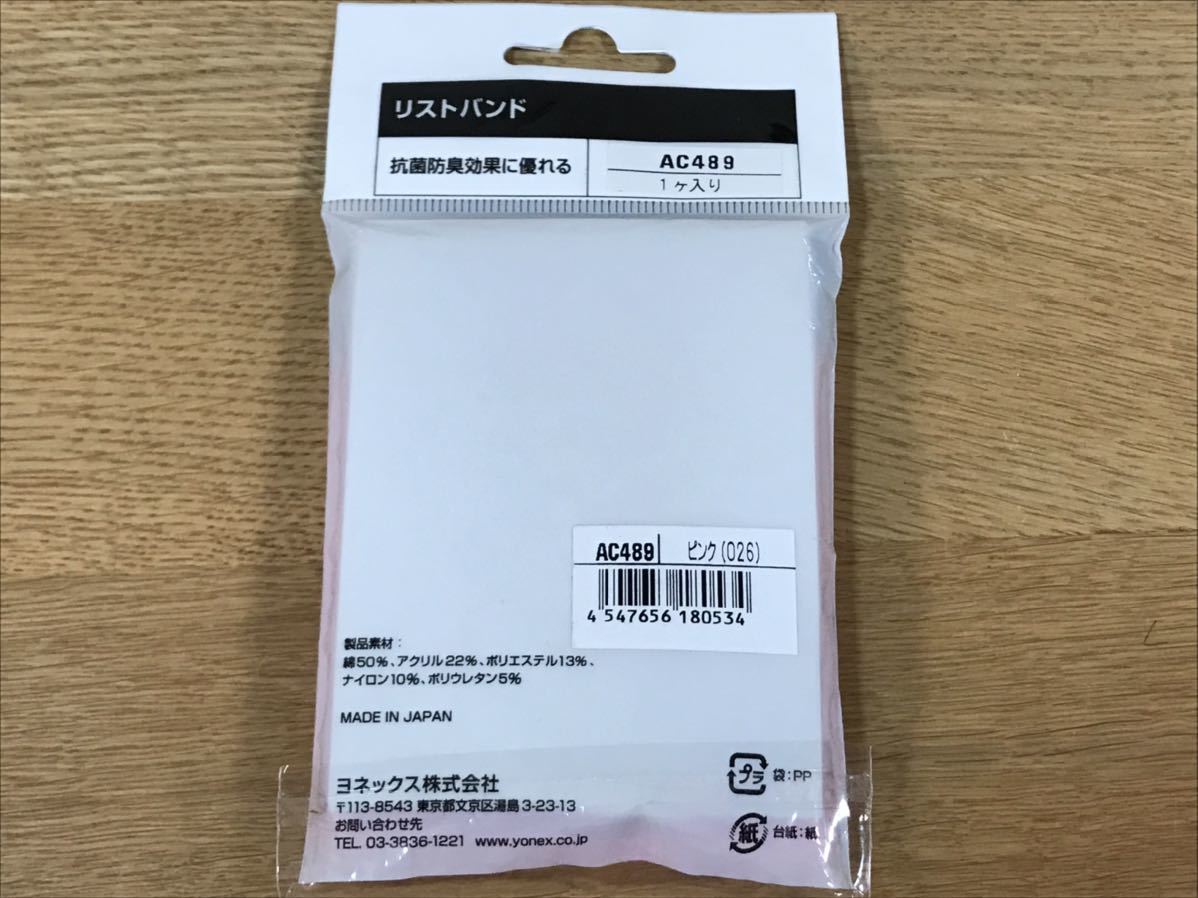 リストバンド
抗菌防臭効果に優れる
AC489
1ヶ入り
AC489 ピンク(026)
4 547656 180534
製品素材：
綿50%、アクリル22%、ポリエステル13%、
ナイロン10%、ポリウレタン5%
MADE IN JAPAN
ヨネックス株式会社
〒113-8543 東京都文京区湯島3-23-13
お問い合わせ先
TEL. 03-3836-1221 www.yonex.co.jp
プラ 袋：PP
紙 台紙：紙